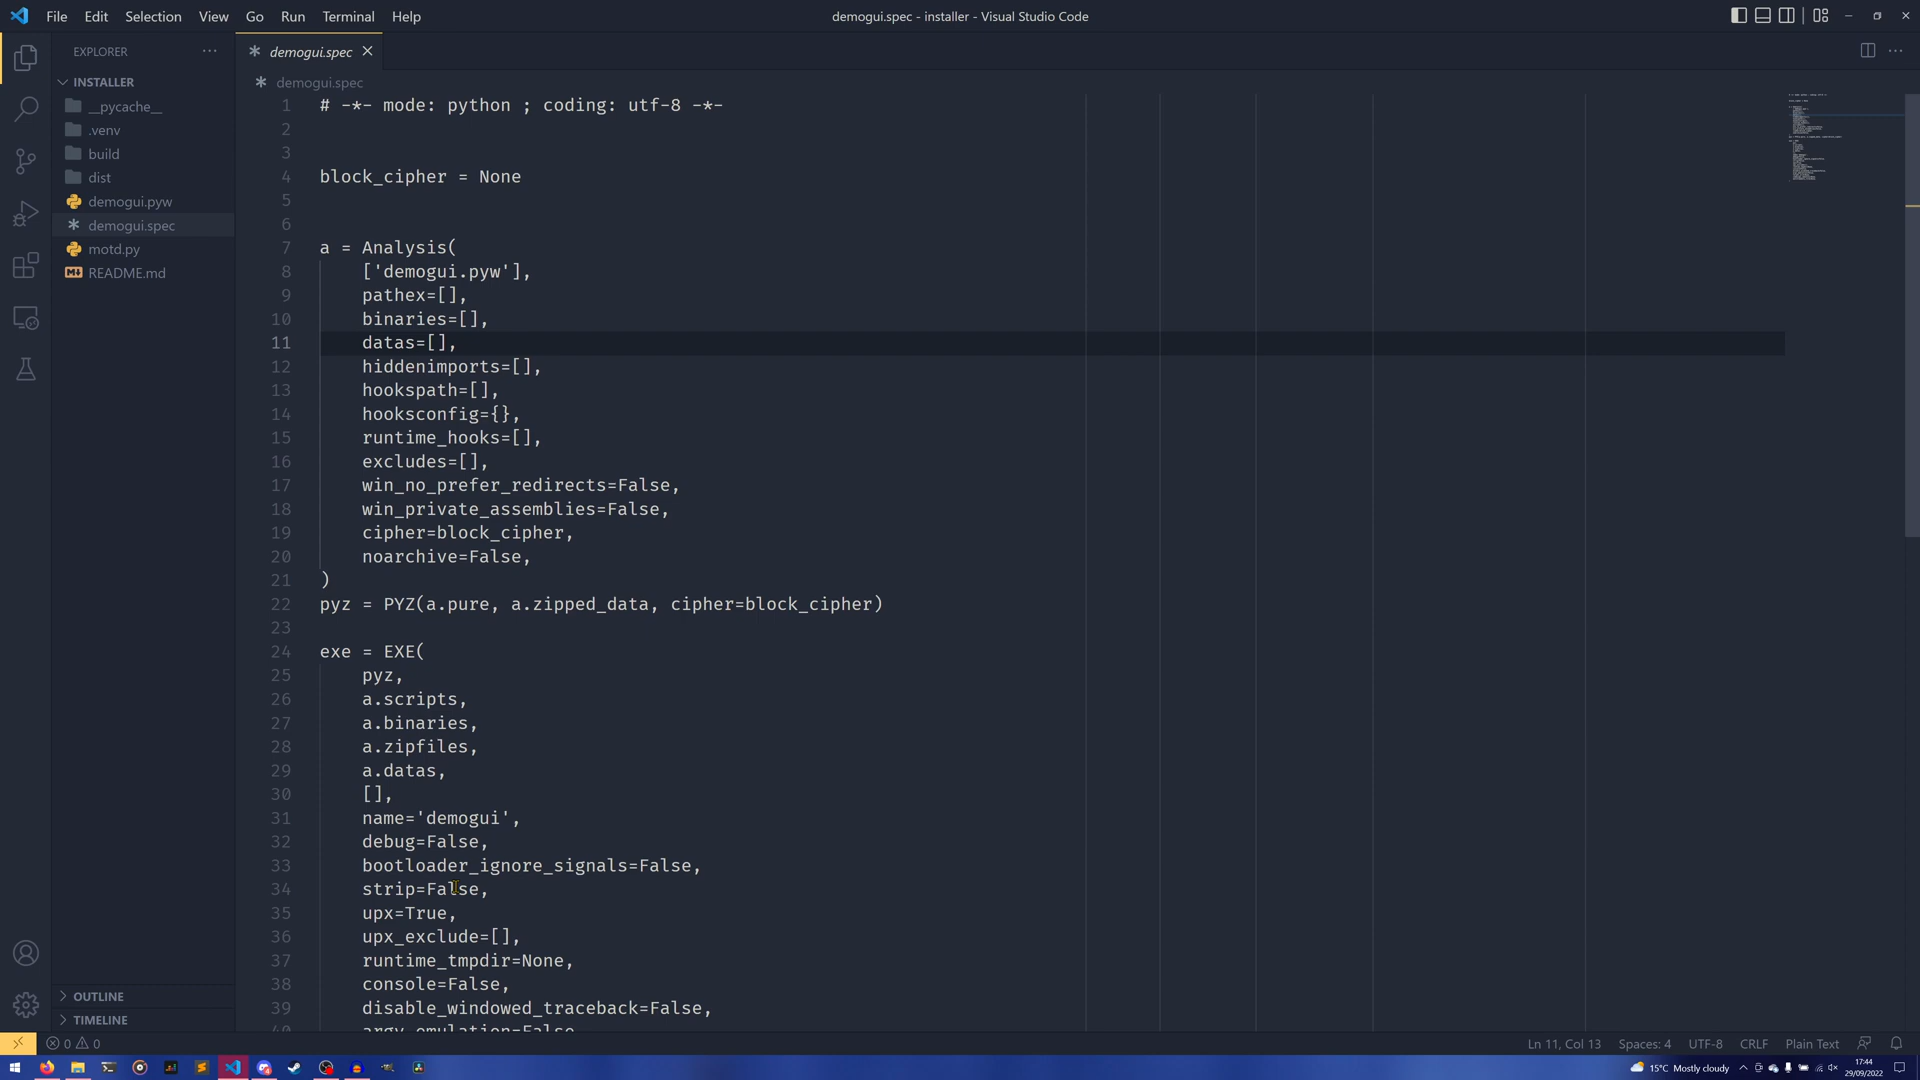 File Edit Selection View Go Run Terminal Help
demogui.spec - installer - Visual Studio Code
EXPLORER
demogui.spec
INSTALLER
demogui.spec
__pycache__
.venv
build
dist
demogui.pyw
demogui.spec
motd.py
README.md
OUTLINE
TIMELINE
1 # -*- mode: python ; coding: utf-8 -*-
2
3
4 block_cipher = None
5
6
7 a = Analysis(
8 ['demogui.pyw'],
9 pathex=[],
10 binaries=[],
11 datas=[],
12 hiddenimports=[],
13 hookspath=[],
14 hooksconfig={},
15 runtime_hooks=[],
16 excludes=[],
17 win_no_prefer_redirects=False,
18 win_private_assemblies=False,
19 cipher=block_cipher,
20 noarchive=False,
21 )
22 pyz = PYZ(a.pure, a.zipped_data, cipher=block_cipher)
23
24 exe = EXE(
25 pyz,
26 a.scripts,
27 a.binaries,
28 a.zipfiles,
29 a.datas,
30 [],
31 name='demogui',
32 debug=False,
33 bootloader_ignore_signals=False,
34 strip=False,
35 upx=True,
36 upx_exclude=[],
37 runtime_tmpdir=None,
38 console=False,
39 disable_windowed_traceback=False,
40 argv_emulation=False
0 0
Ln 11, Col 13 Spaces: 4 UTF-8 CRLF Plain Text
15°C Mostly cloudy
17:44
29/09/2022